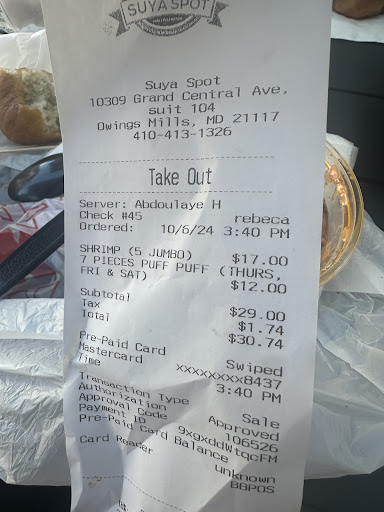 SUYA SPOT
Suya Spot
10309 Grand Central Ave,
suit 104
Owings Mills, MD 21117
410-413-1326
Take Out
Server: Abdoulaye H
Check #45 rebeca
Ordered: 10/6/24 3:40 PM
SHRIMP (5 JUMBO) $17.00
7 PIECES PUFF PUFF (THURS,
FRI & SAT) $12.00
Subtotal $29.00
Tax $1.74
Total $30.74
Pre-Paid Card Swiped
Mastercard xxxxxxxx8437
Time 3:40 PM
Transaction Type Sale
Authorization Approved
Approval Code 106526
Payment ID 9xgxddWtqcFM
Pre-Paid Card Balance
unknown
Card Reader BBPOS